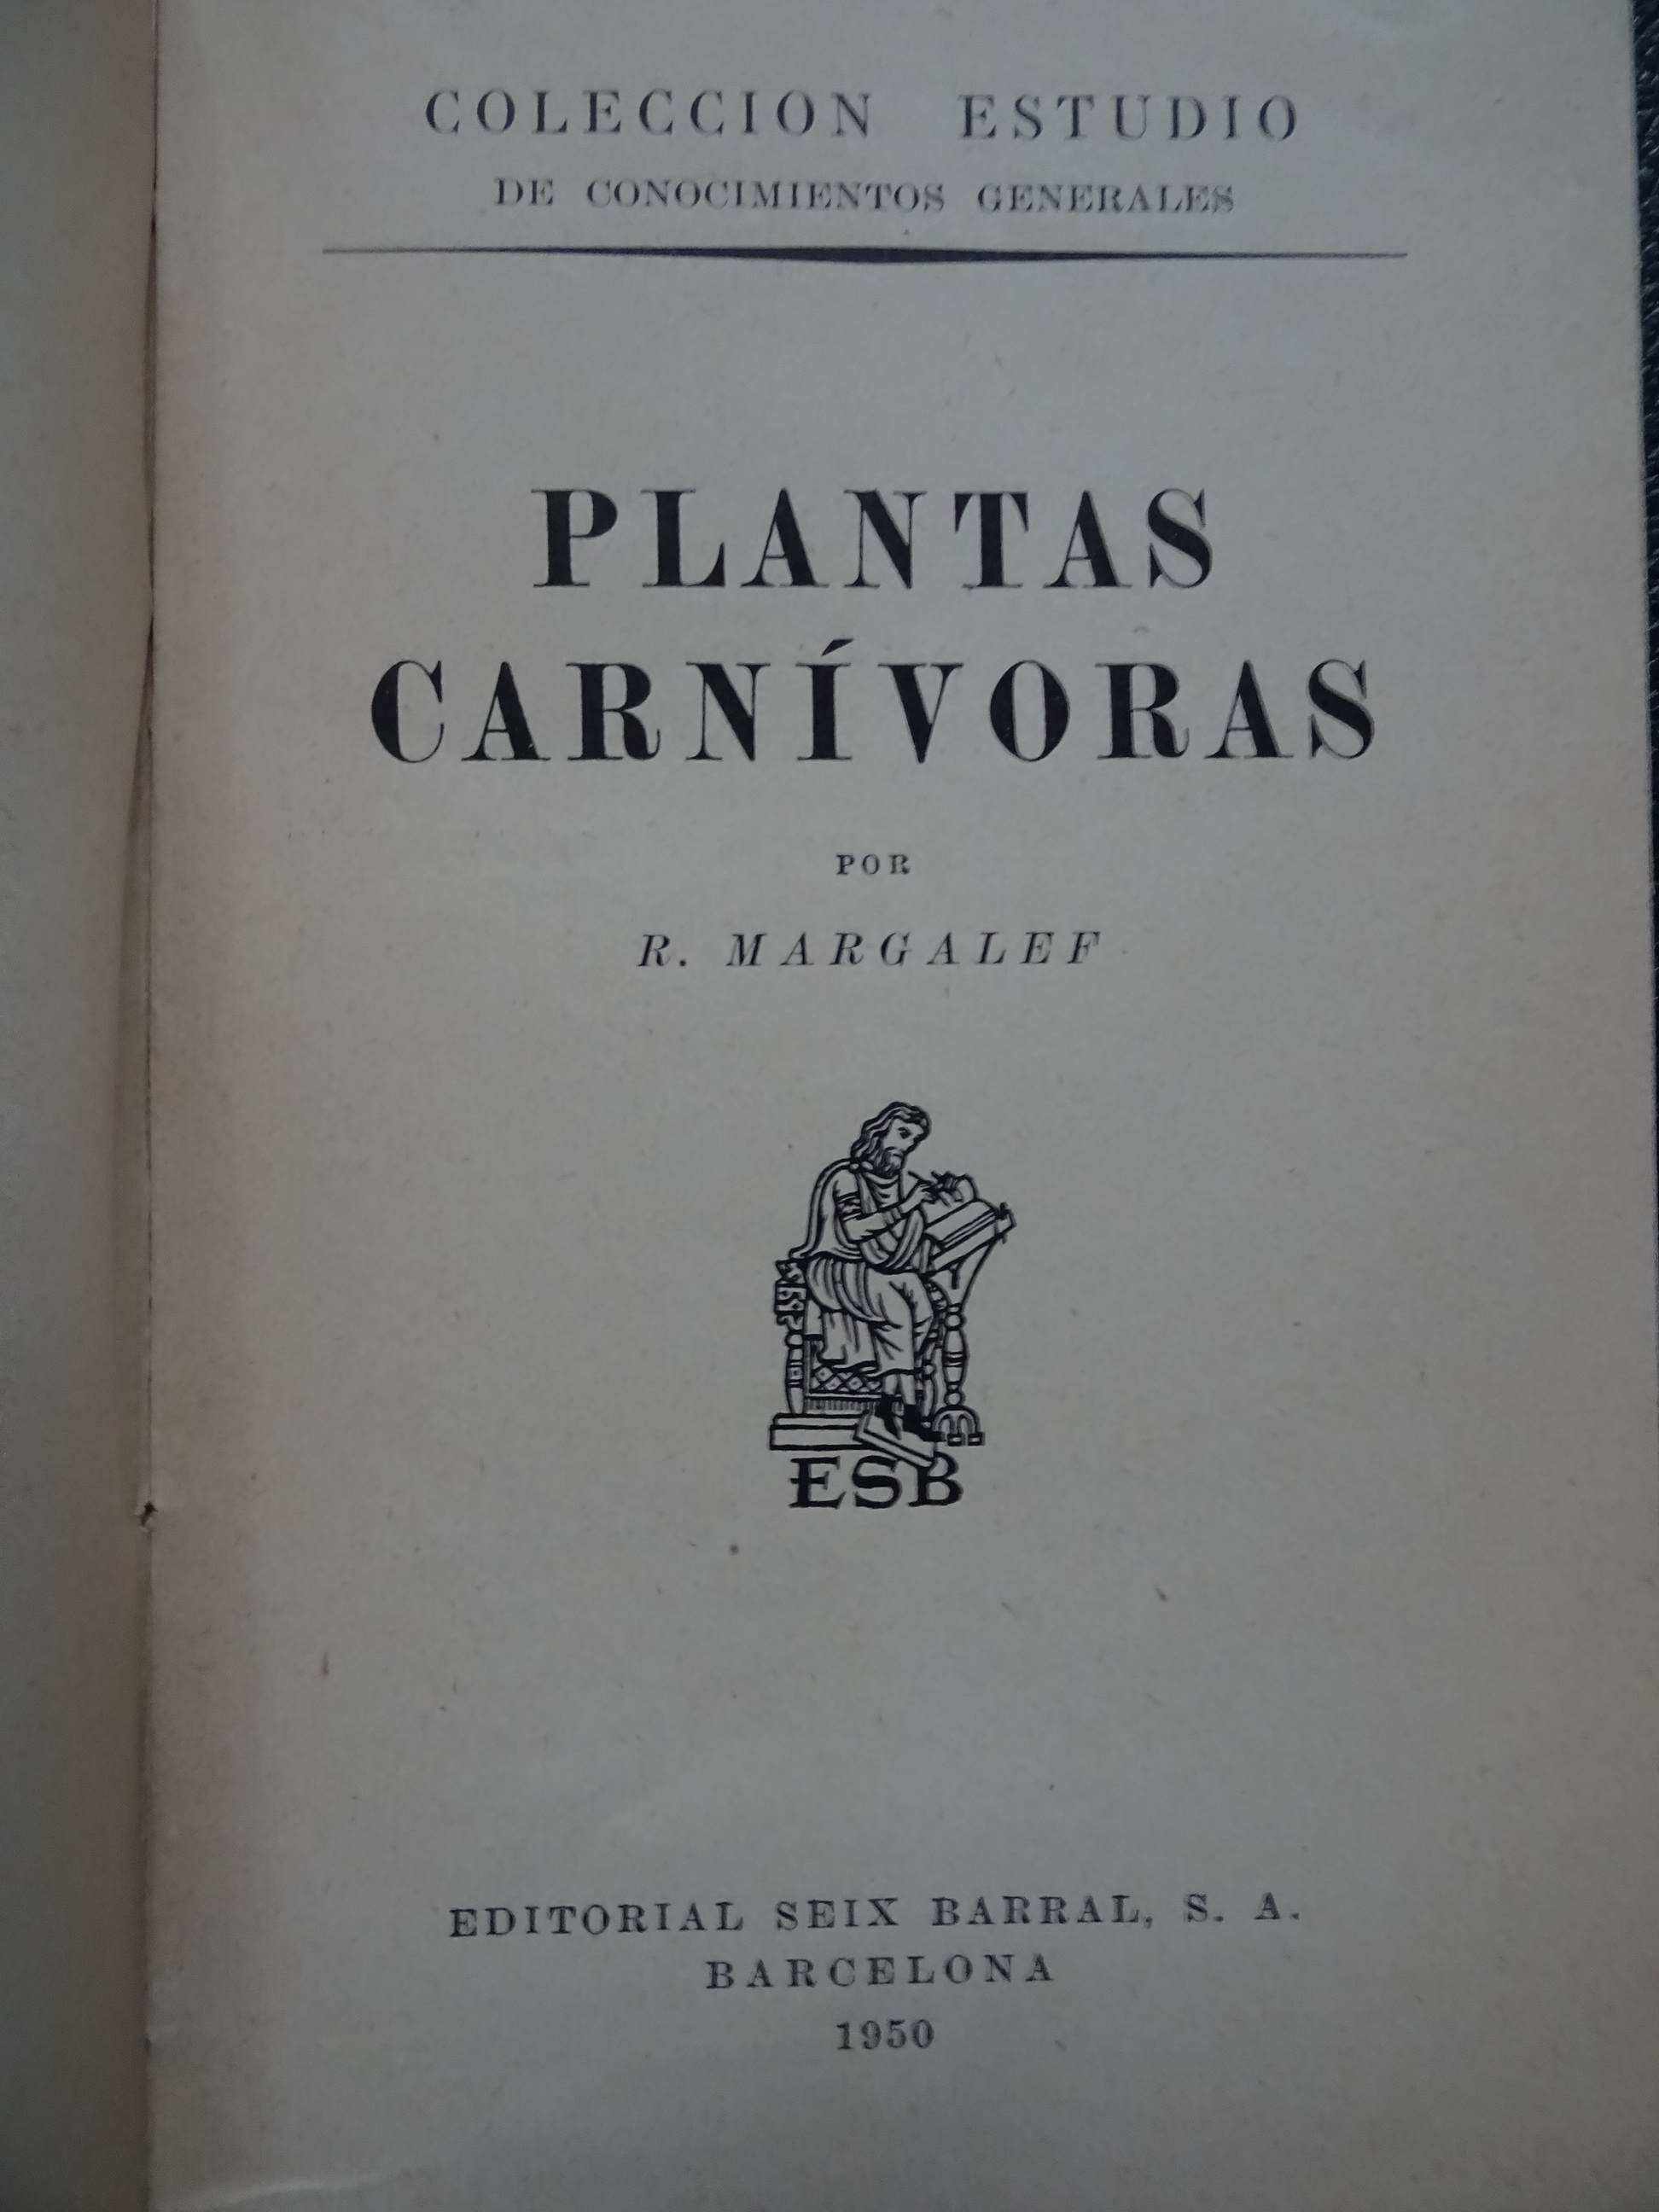 COLECCION ESTUDIO
DE CONOCIMIENTOS GENERALES
PLANTAS
CARNÍVORAS
POR
R. MARGALEF
ESB
EDITORIAL SEIX BARRAL, S. A.
BARCELONA
1950